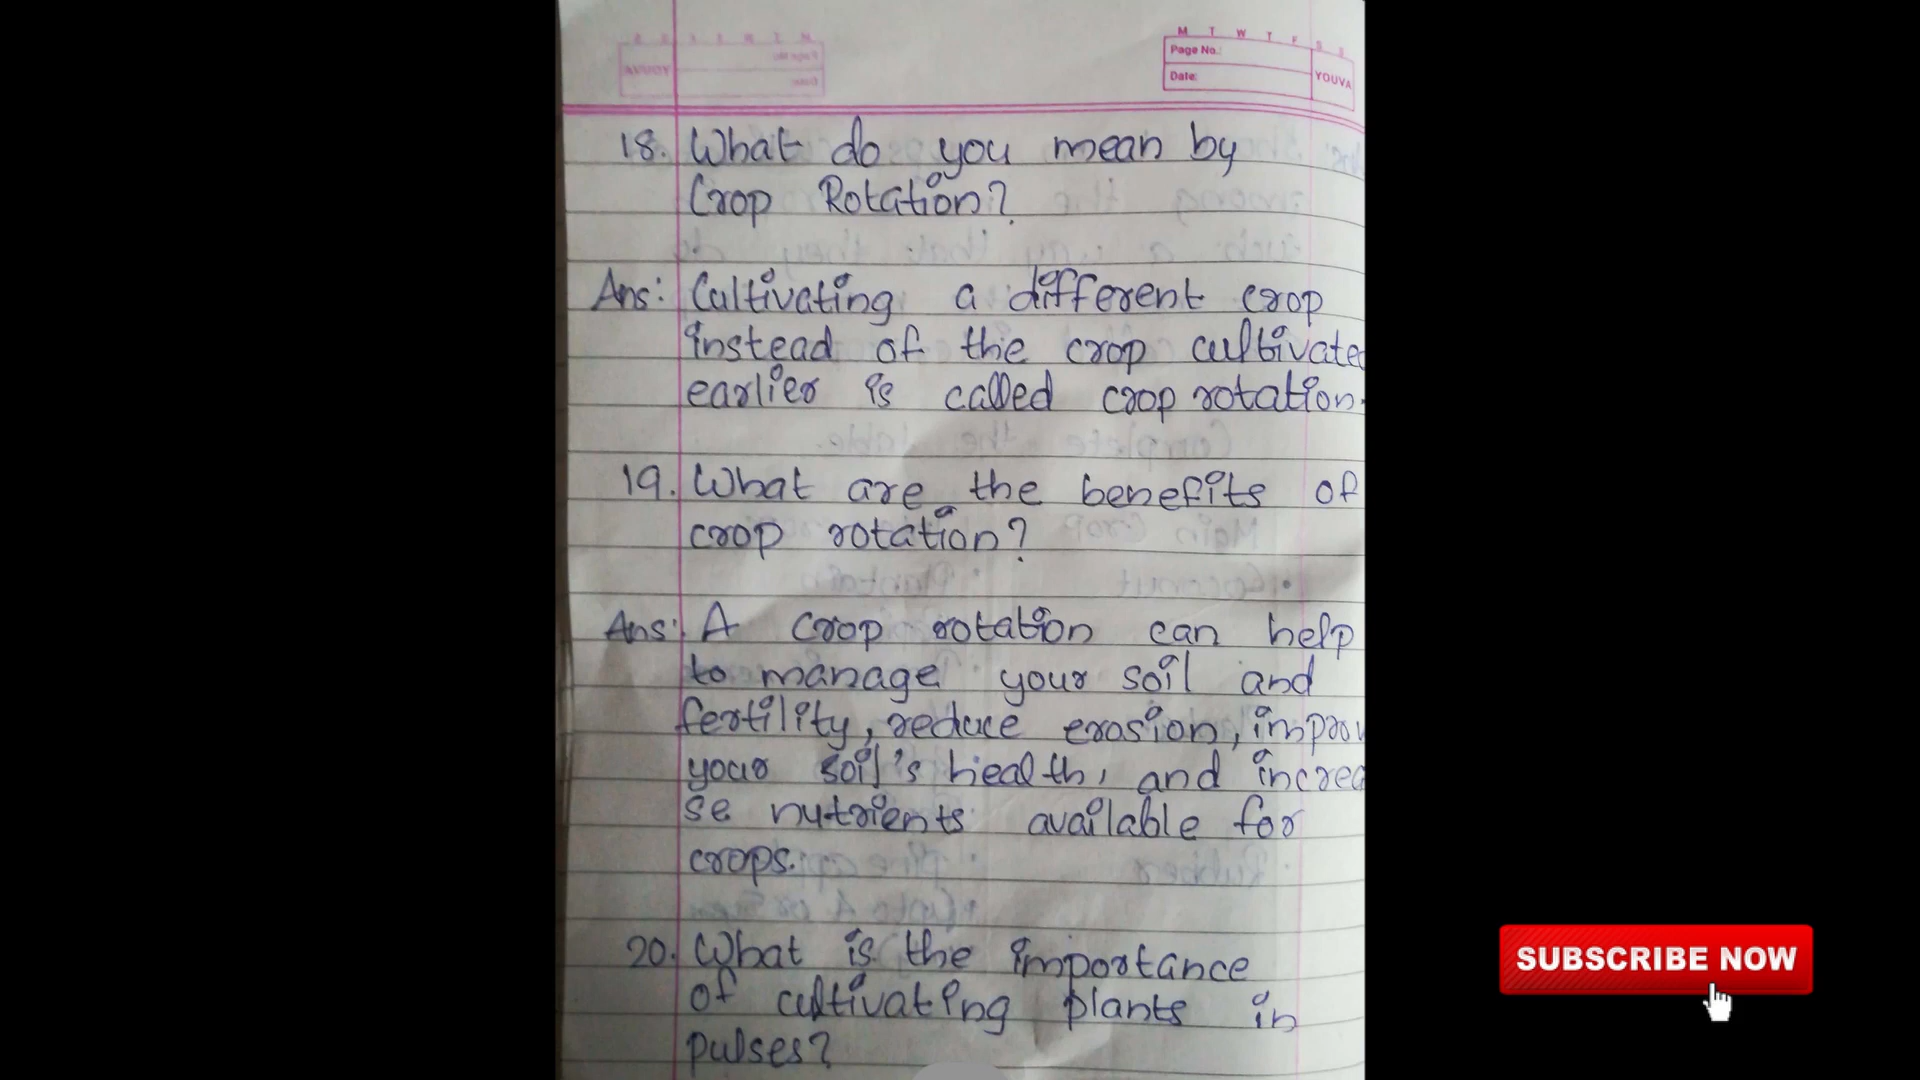 M T W T F S S
Page No.:
Date:
YOUVA
18. What do you mean by
Crop Rotation?
Ans: Cultivating a different crop
instead of the crop cultivated
earlier is called crop rotation.
19. What are the benefits of
crop rotation?
Ans: A crop rotation can help
to manage your soil and
fertility, reduce erosion, improv
your soil's health, and increa
se nutrients available for
crops.
20. What is the importance
of cultivating plants in
pulses?
SUBSCRIBE NOW